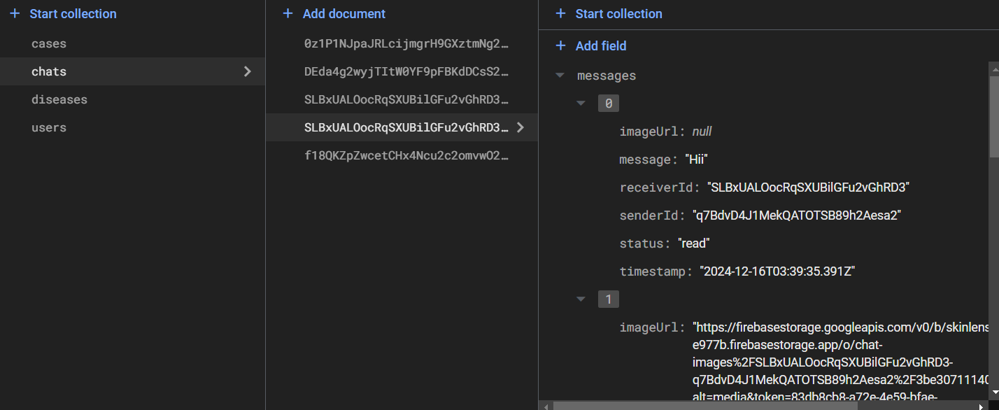 + Start collection
cases
chats
diseases
users
+ Add document
0z1P1NJpaJRLcijmgrH9GXztmNg2…
DEda4g2wyjTItW0YF9pFBKdDCsS2…
SLBxUALOocRqSXUBilGFu2vGhRD3…
SLBxUALOocRqSXUBilGFu2vGhRD3…
f18QKZpZwcetCHx4Ncu2c2omvwO2…
+ Start collection
+ Add field
messages
0
imageUrl: null
message: "Hii"
receiverId: "SLBxUALOocRqSXUBilGFu2vGhRD3"
senderId: "q7BdvD4J1MekQATOTSB89h2Aesa2"
status: "read"
timestamp: "2024-12-16T03:39:35.391Z"
1
imageUrl: "https://firebasestorage.googleapis.com/v0/b/skinlens
e977b.firebasestorage.app/o/chat-
images%2FSLBxUALOocRqSXUBilGFu2vGhRD3-
q7BdvD4J1MekQATOTSB89h2Aesa2%2F3be30711140
alt=media&token=83db8cb8-a72e-4e59-bfae-